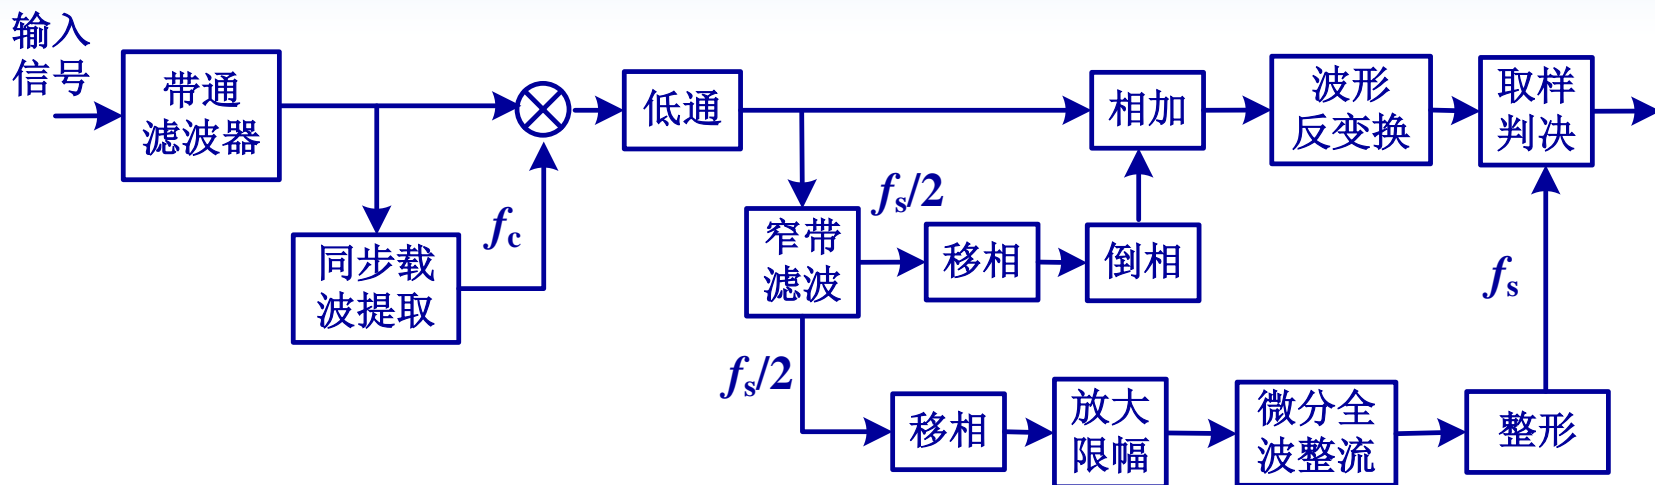 输入
信号
带通
滤波器
低通
相加
波形
反变换
取样
判决
同步载
波提取
fc
窄带
滤波
fs/2
移相
倒相
fs
fs/2
移相
放大
限幅
微分全
波整流
整形